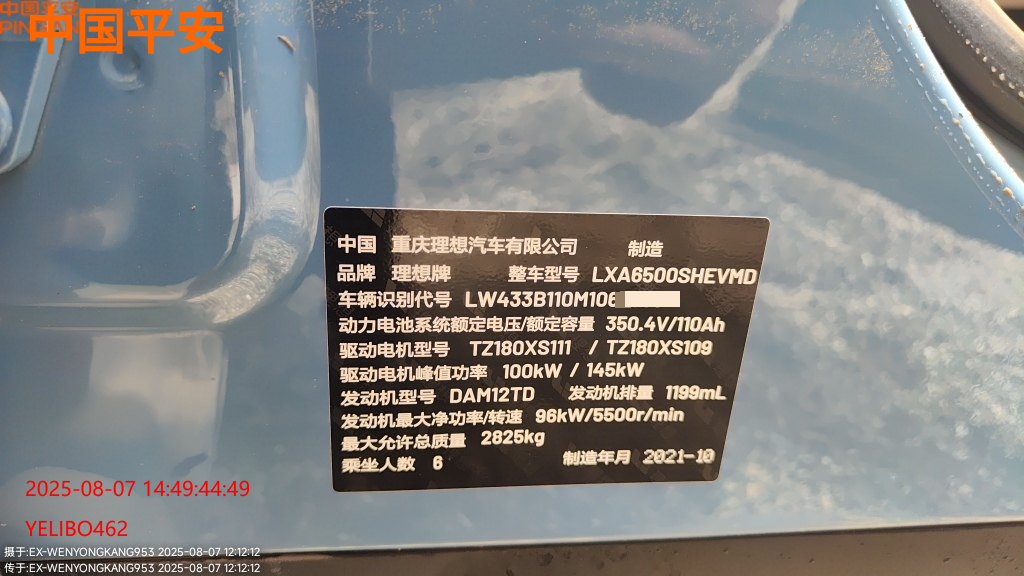 中国平安
中国平安
中国 重庆理想汽车有限公司 制造
品牌 理想牌 整车型号 LXA6500SHEVMD
车辆识别代号 LW433B110M106
动力电池系统额定电压/额定容量 350.4V/110Ah
驱动电机型号 TZ180XS111 / TZ180XS109
驱动电机峰值功率 100kW / 145kW
发动机型号 DAM12TD 发动机排量 1199mL
发动机最大净功率/转速 96kW/5500r/min
最大允许总质量 2825kg
乘坐人数 6 制造年月 2021-10
2025-08-07 14:49:44:49
YELIBO462
摄于:EX-WENYONGKANG953 2025-08-07 12:12:12
传于:EX-WENYONGKANG953 2025-08-07 12:12:12